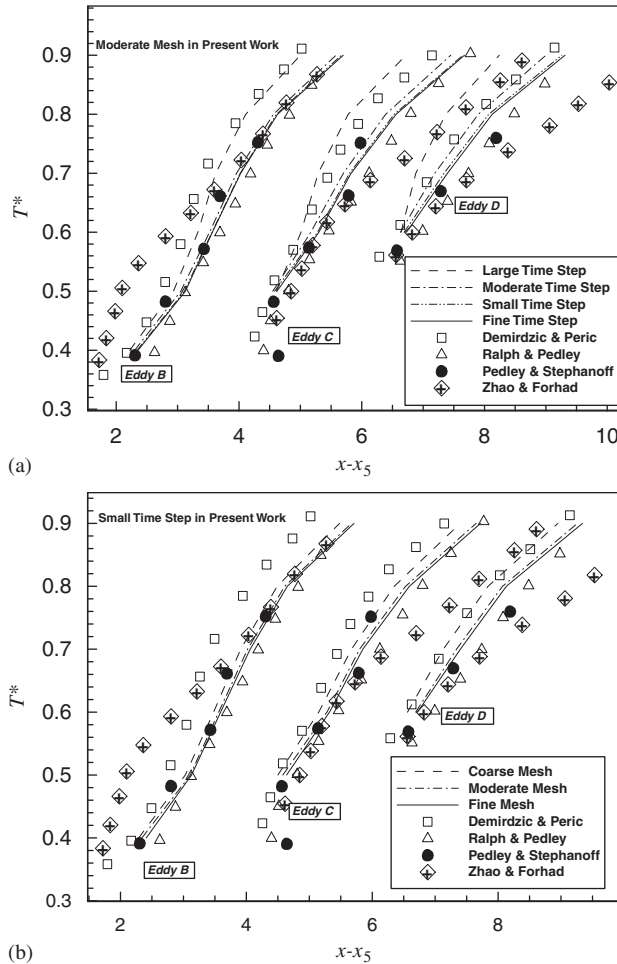 Moderate Mesh in Present Work
T*
0.9
0.8
0.7
0.6
0.5
0.4
0.3
Eddy B
Eddy C
Eddy D
Large Time Step
Moderate Time Step
Small Time Step
Fine Time Step
Demirdzic & Peric
Ralph & Pedley
Pedley & Stephanoff
Zhao & Forhad
2 4 6 8 10
(a) x-x5
Small Time Step in Present Work
T*
0.9
0.8
0.7
0.6
0.5
0.4
0.3
Eddy B
Eddy C
Eddy D
Coarse Mesh
Moderate Mesh
Fine Mesh
Demirdzic & Peric
Ralph & Pedley
Pedley & Stephanoff
Zhao & Forhad
2 4 6 8
(b) x-x5